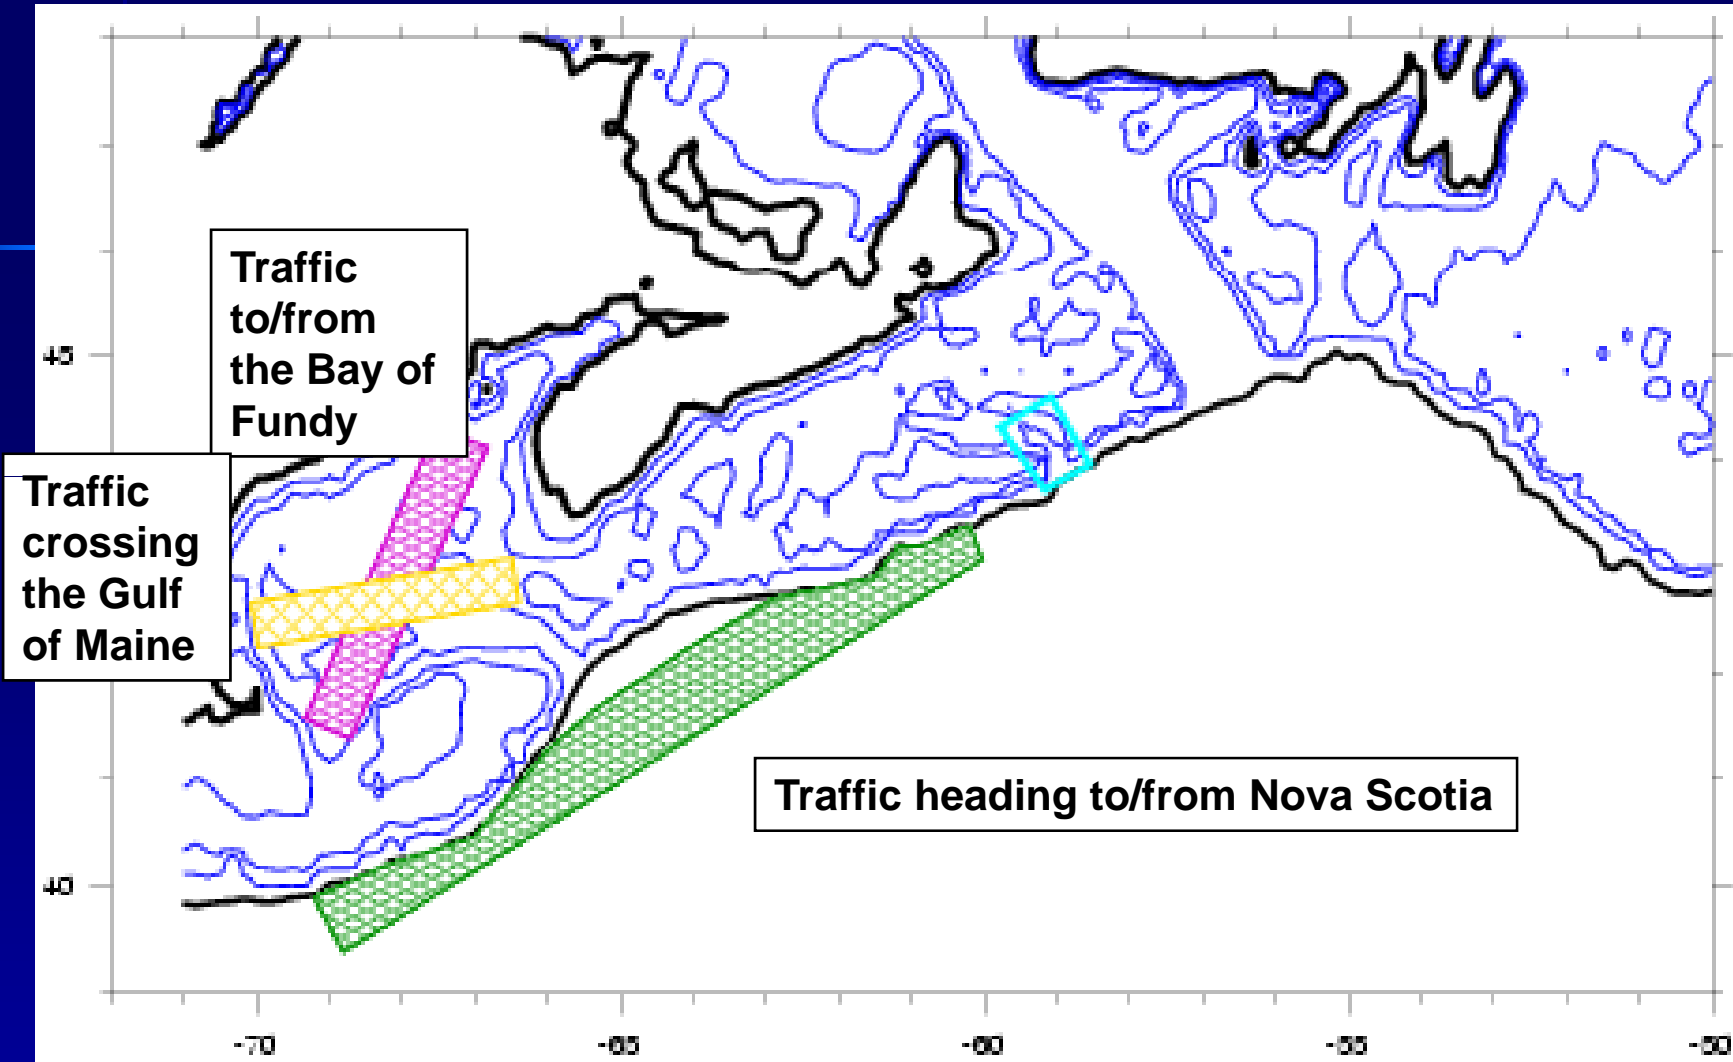 Traffic
to/from
the Bay of
Fundy
Traffic
crossing
the Gulf
of Maine
Traffic heading to/from Nova Scotia
45
40
-70
-65
-60
-55
-50